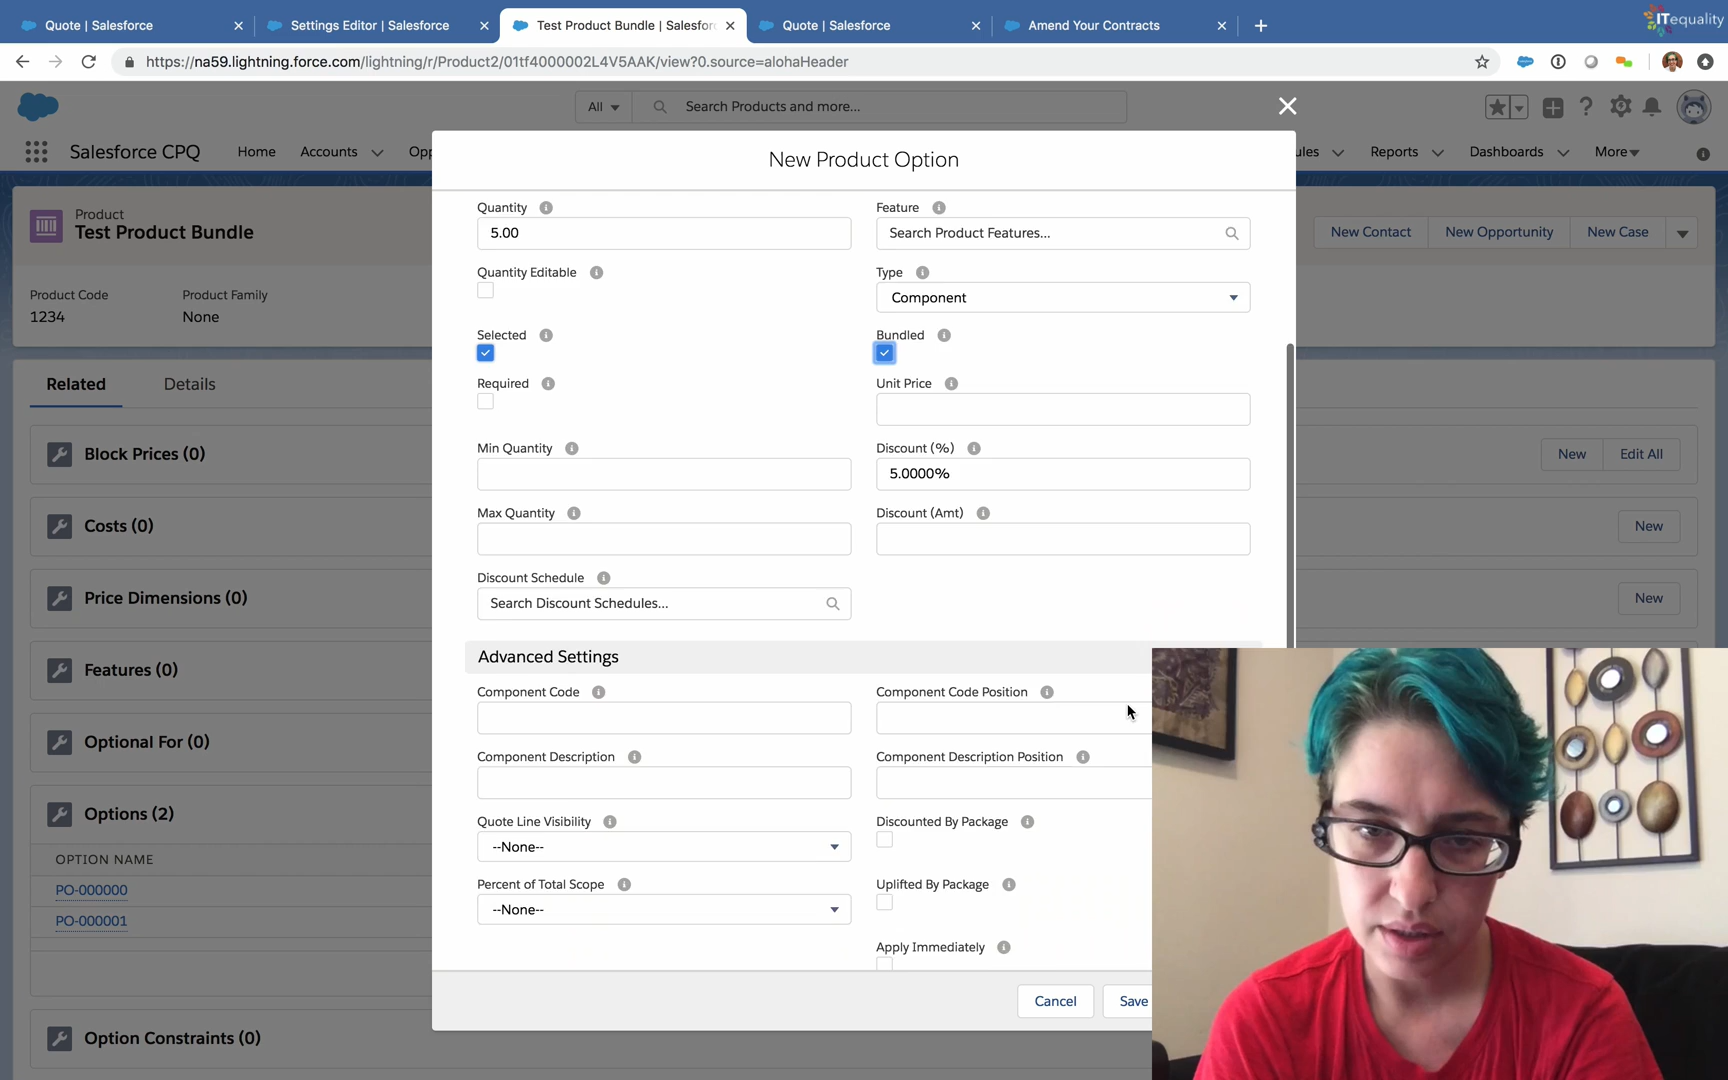 Quote | Salesforce
Settings Editor | Salesforce
Test Product Bundle | Salesforc
Quote | Salesforce
Amend Your Contracts
ITequality
https://na59.lightning.force.com/lightning/r/Product2/01tf4000002L4V5AAK/view?0.source=alohaHeader
All
Search Products and more...
Salesforce CPQ
Home
Accounts
Opp
ules
Reports
Dashboards
More
New Product Option
Product
Test Product Bundle
New Contact
New Opportunity
New Case
Product Code
Product Family
1234
None
Related
Details
Block Prices (0)
New
Edit All
Costs (0)
New
Price Dimensions (0)
New
Features (0)
Optional For (0)
Options (2)
OPTION NAME
PO-000000
PO-000001
Option Constraints (0)
Quantity
Feature
5.00
Search Product Features...
Quantity Editable
Type
Component
Selected
Bundled
Required
Unit Price
Min Quantity
Discount (%)
5.0000%
Max Quantity
Discount (Amt)
Discount Schedule
Search Discount Schedules...
Advanced Settings
Component Code
Component Code Position
Component Description
Component Description Position
Quote Line Visibility
Discounted By Package
--None--
Percent of Total Scope
Uplifted By Package
--None--
Apply Immediately
Cancel
Save